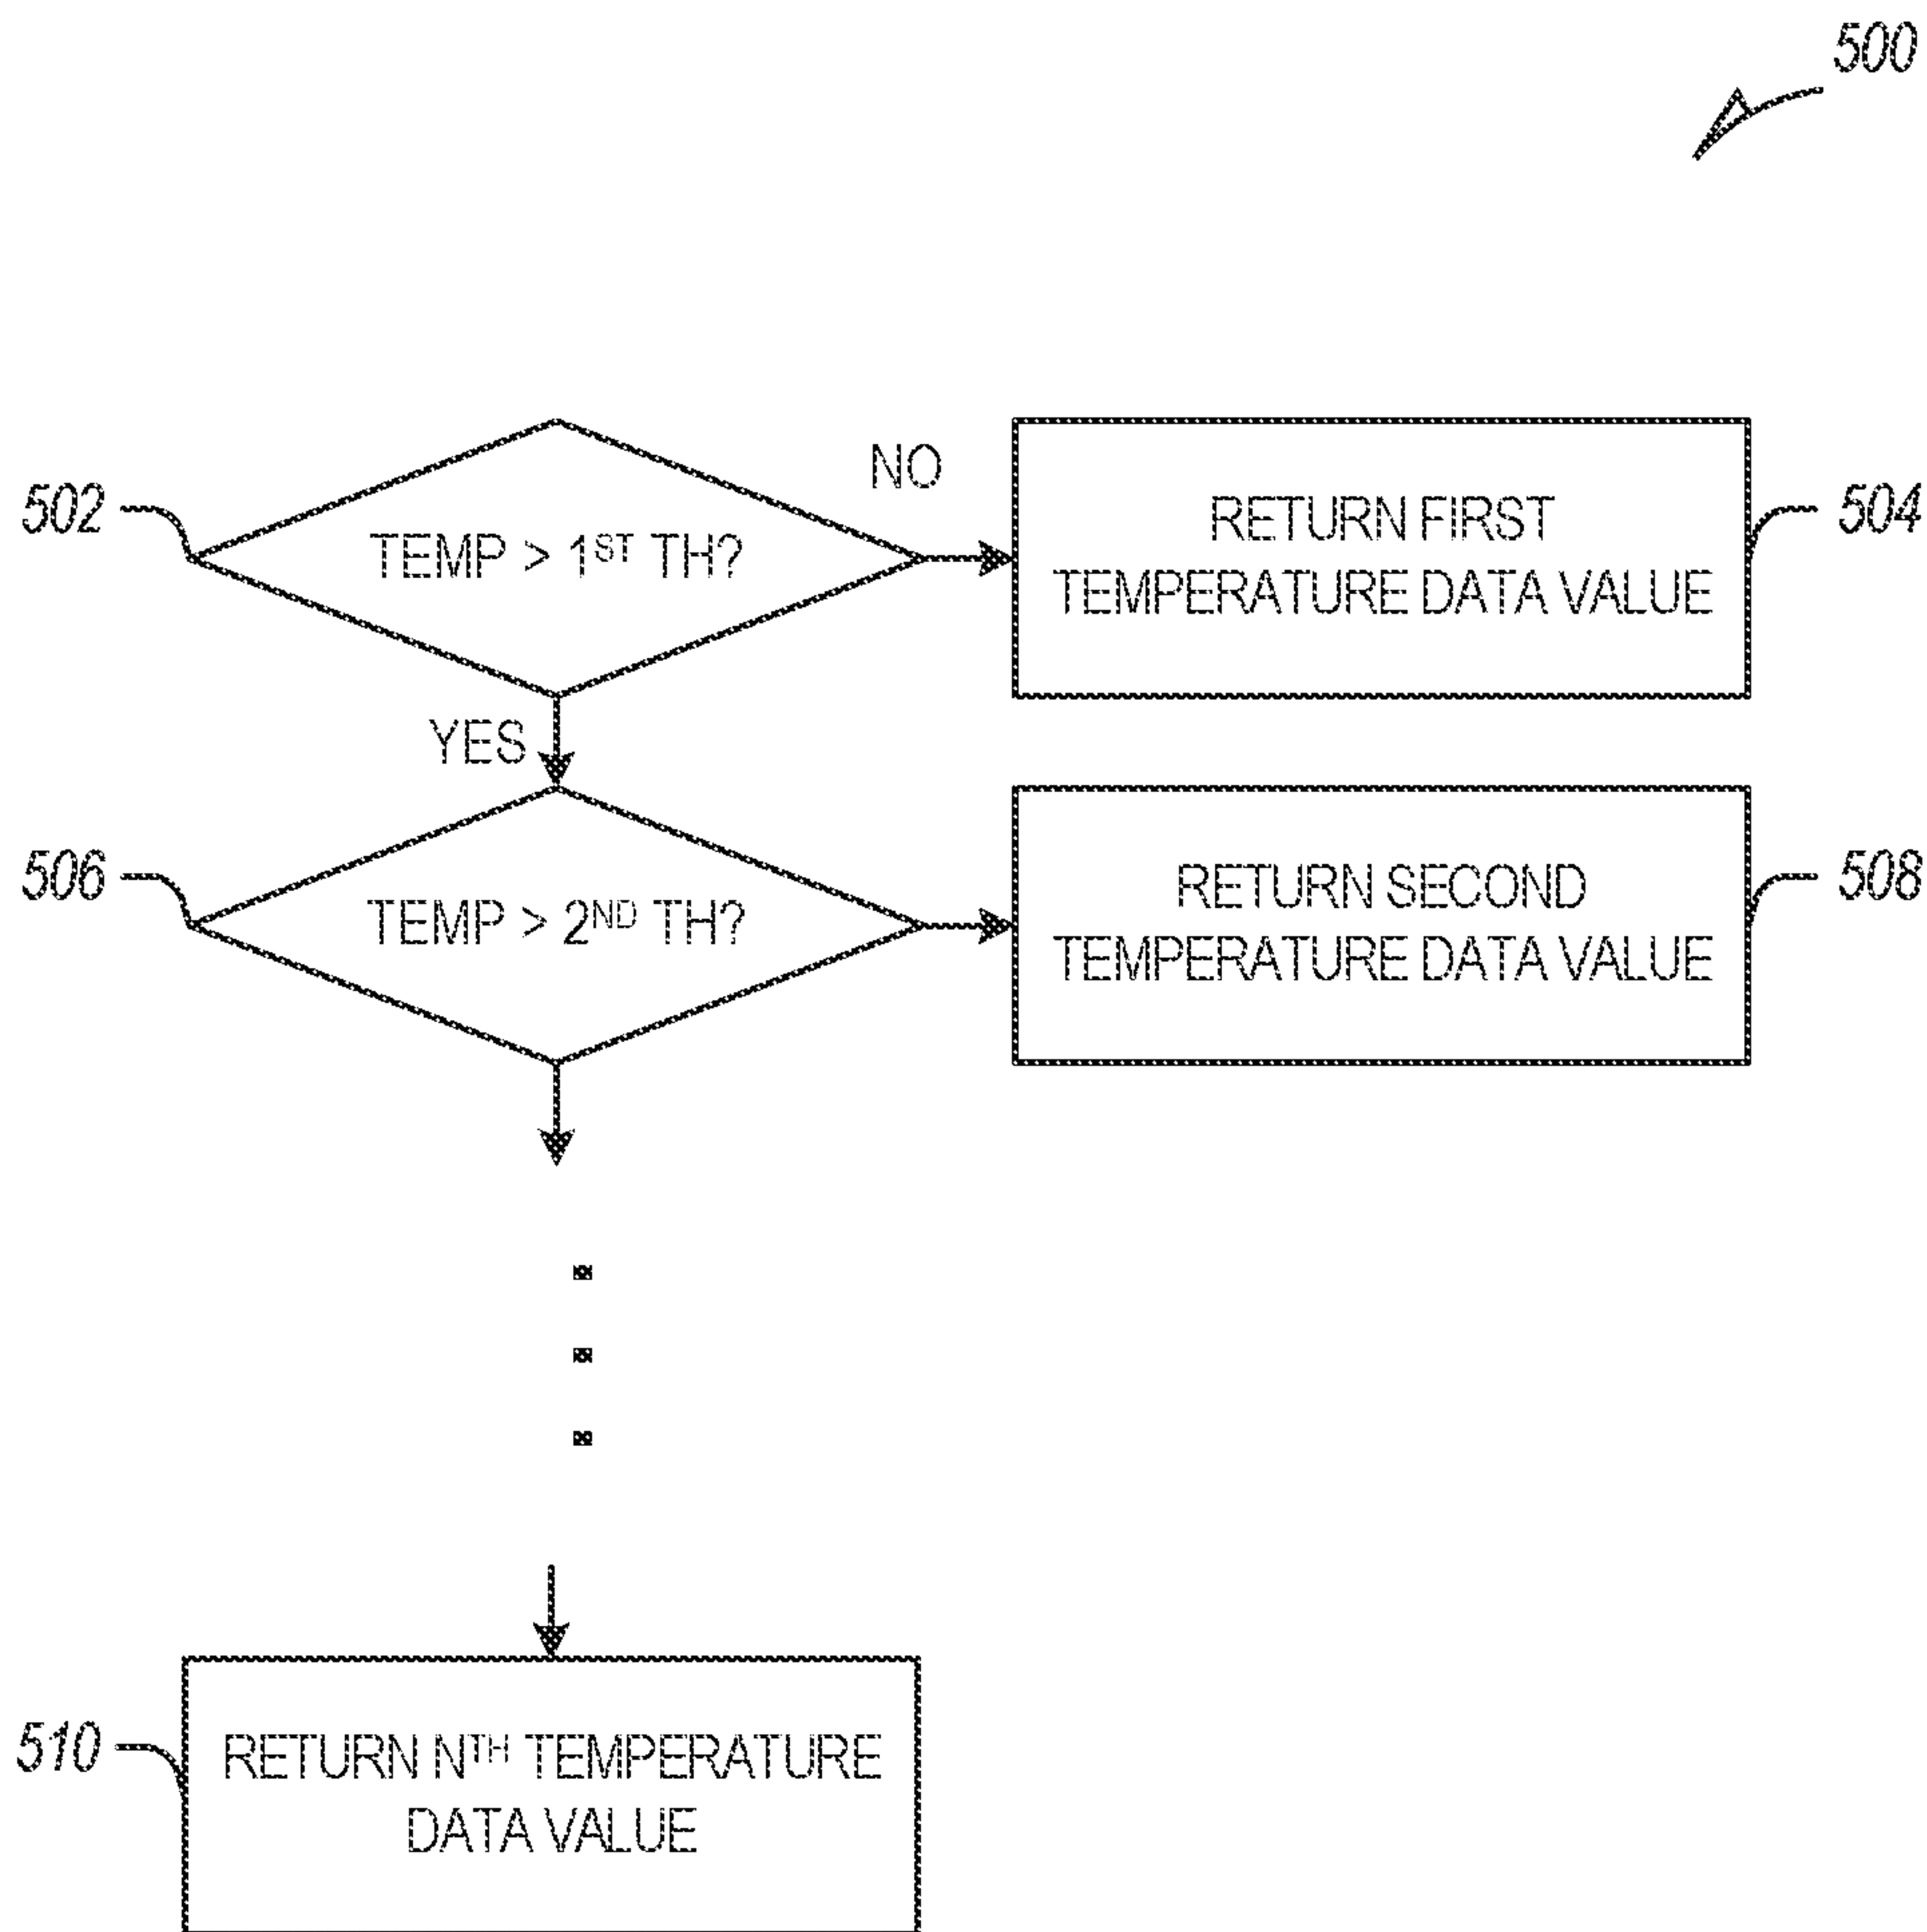 500
502
TEMP > 1ST TH?
NO
RETURN FIRST
TEMPERATURE DATA VALUE
504
YES
506
TEMP > 2ND TH?
RETURN SECOND
TEMPERATURE DATA VALUE
508
510
RETURN NTH TEMPERATURE
DATA VALUE